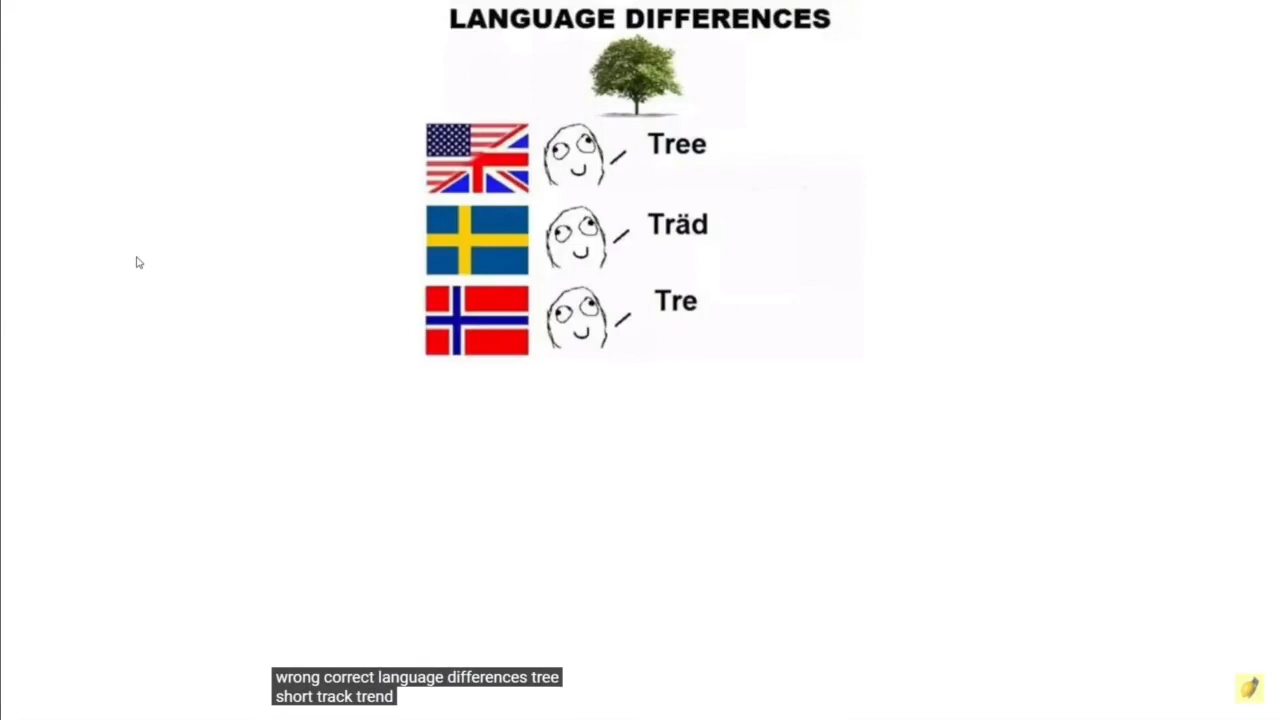 LANGUAGE DIFFERENCES
Tree
Träd
Tre
wrong correct language differences tree
short track trend